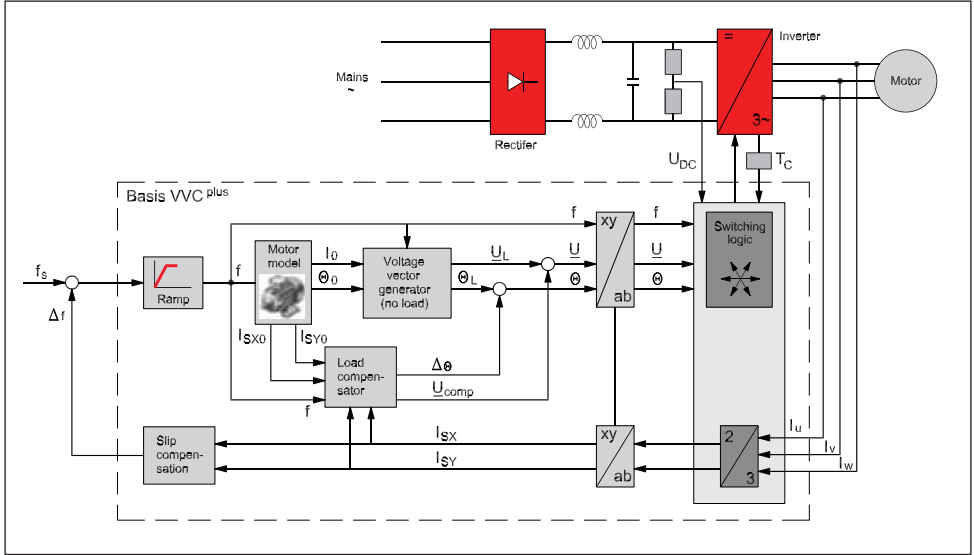 =
Inverter
Mains
~
Motor
3~
Rectifer
U_DC
T_C
Basis VVC plus
f
xy
f
Switching
logic
Motor
model
I_0
Θ_0
Voltage
vector
generator
(no load)
U_L
Θ_L
U
Θ
U
Θ
f_s
f
Ramp
ab
Δf
I_SX0
I_SY0
Load
compen-
sator
Δ_Θ
U_comp
f
Slip
compen-
sation
I_SX
I_SY
xy
ab
2
3
I_u
I_v
I_w